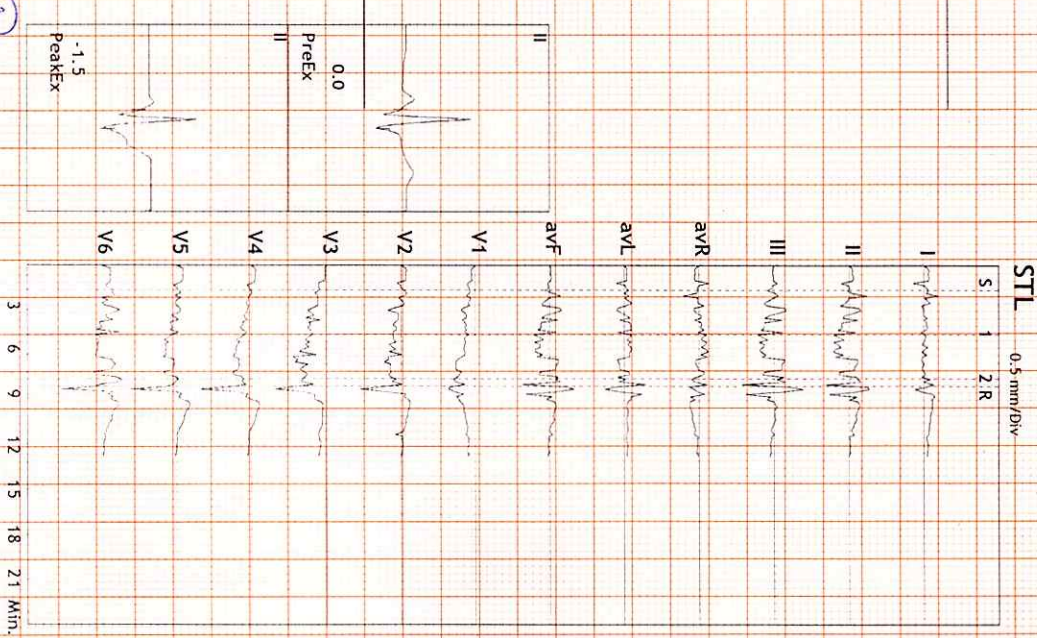 STL 0.5 mm/Div
S 1 2 R
I
II
III
avR
avL
avF
V1
V2
V3
V4
V5
V6
3 6 9 12 15 18 21 Min.
II
0.0
PreEx
II
-1.5
PeakEx